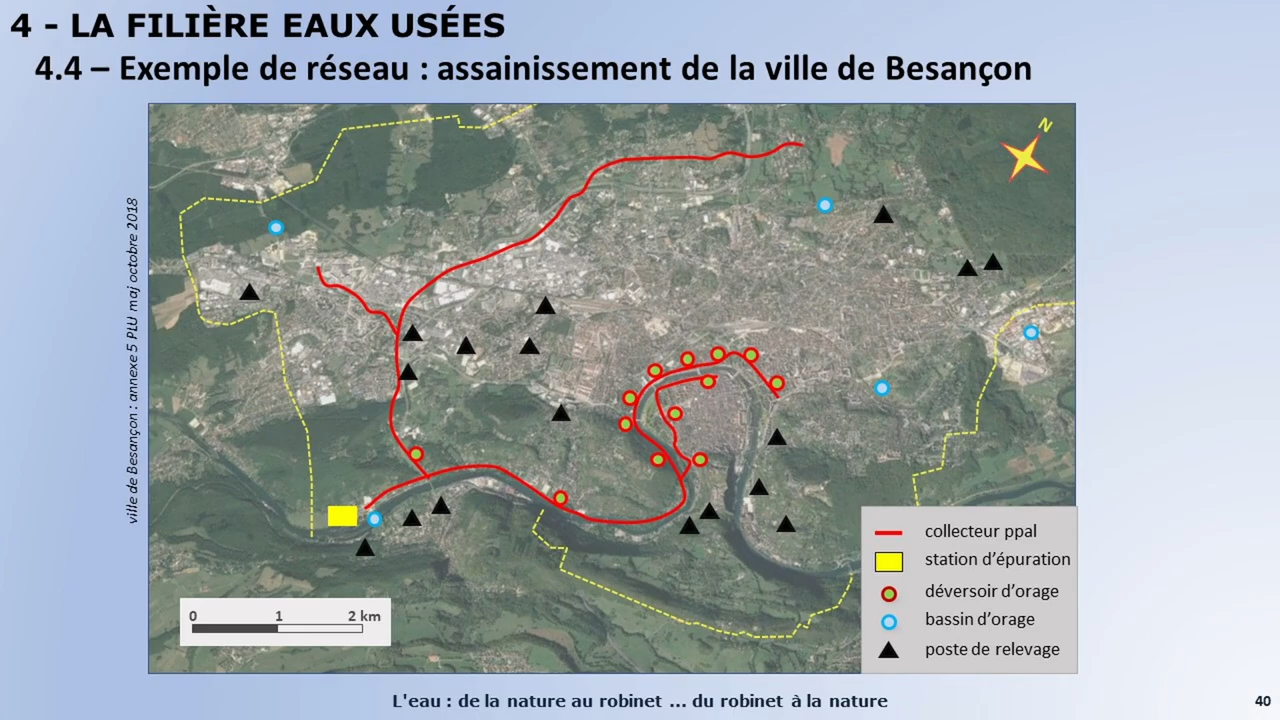 4 - LA FILIÈRE EAUX USÉES
4.4 – Exemple de réseau : assainissement de la ville de Besançon
ville de Besançon : annexe 5 PLU maj octobre 2018
N
collecteur ppal
station d’épuration
déversoir d’orage
bassin d’orage
poste de relevage
0 1 2 km
L'eau : de la nature au robinet ... du robinet à la nature
40